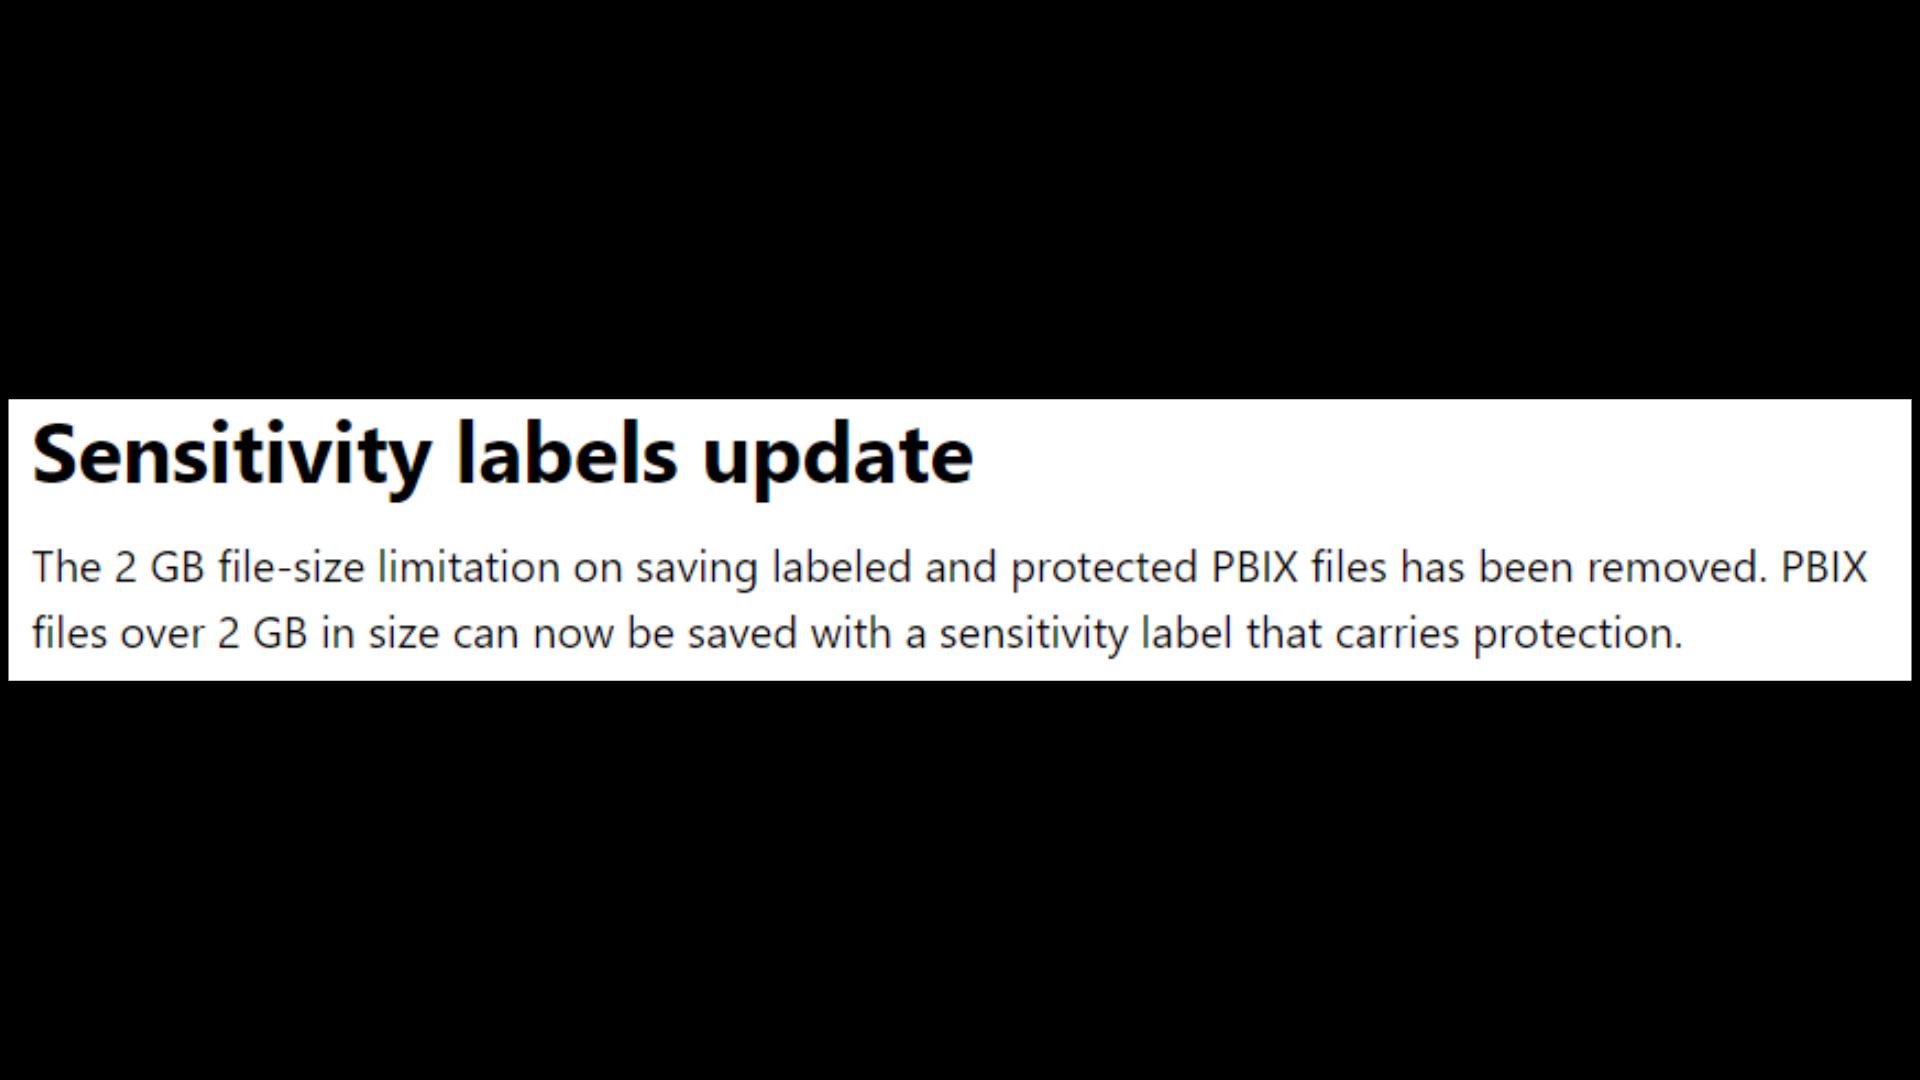 Sensitivity labels update
The 2 GB file-size limitation on saving labeled and protected PBIX files has been removed. PBIX
files over 2 GB in size can now be saved with a sensitivity label that carries protection.